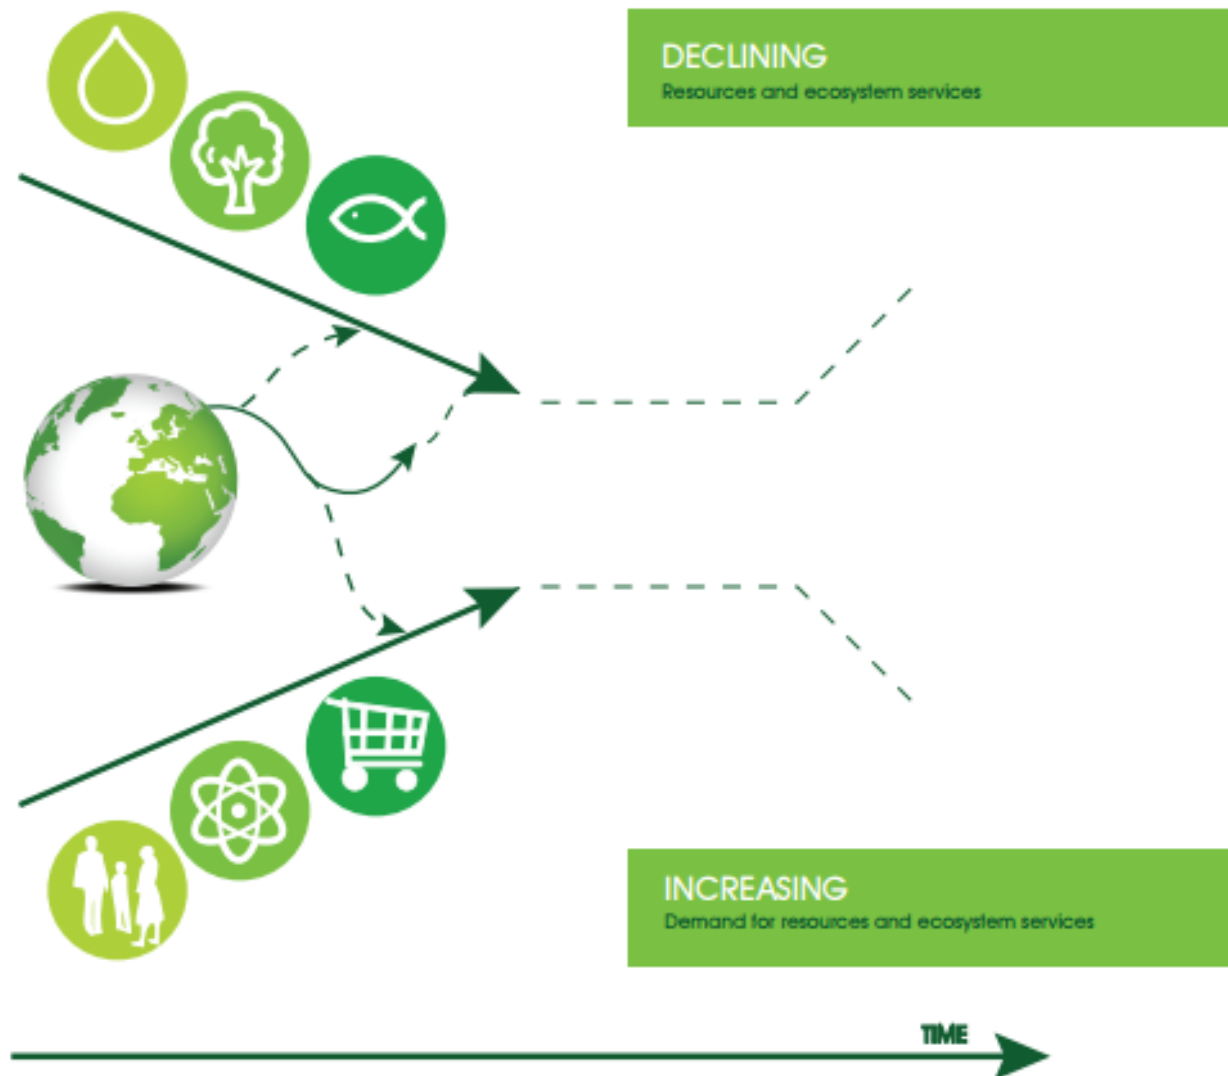 DECLINING
Resources and ecosystem services
INCREASING
Demand for resources and ecosystem services
TIME